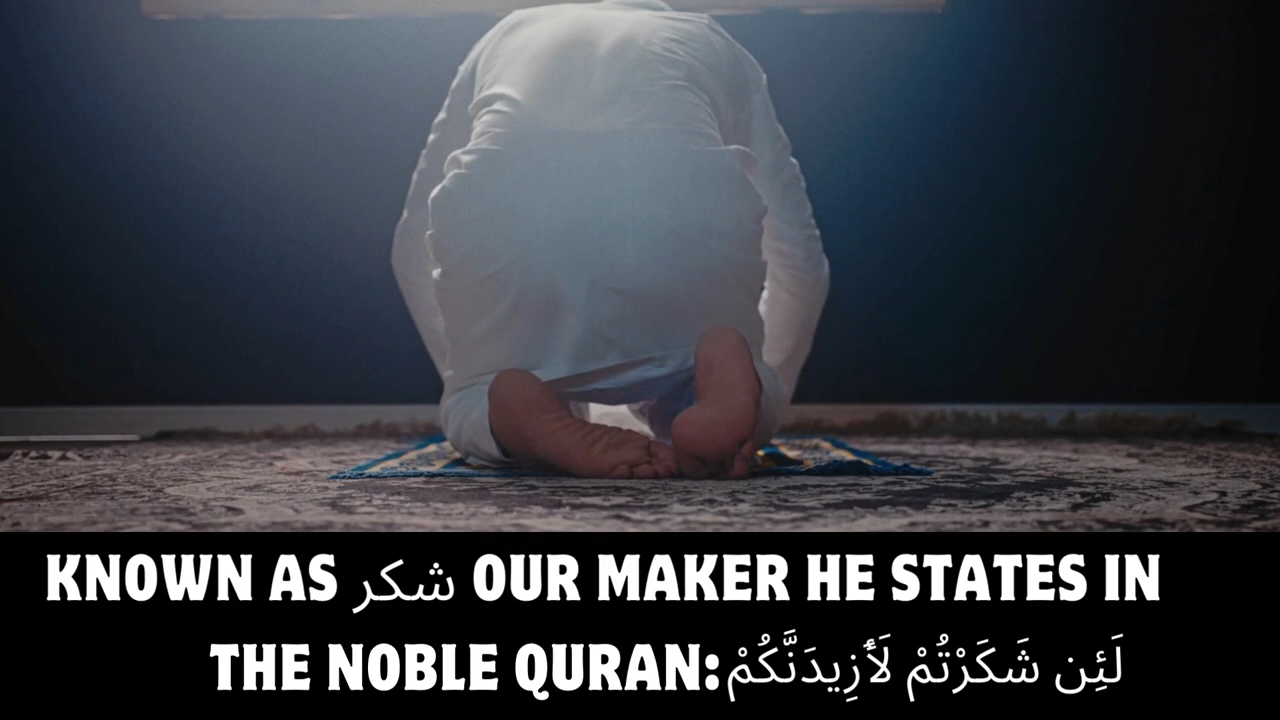 KNOWN AS شكر OUR MAKER HE STATES IN
THE NOBLE QURAN: لَئِن شَكَرْتُمْ لَأَزِيدَنَّكُمْ